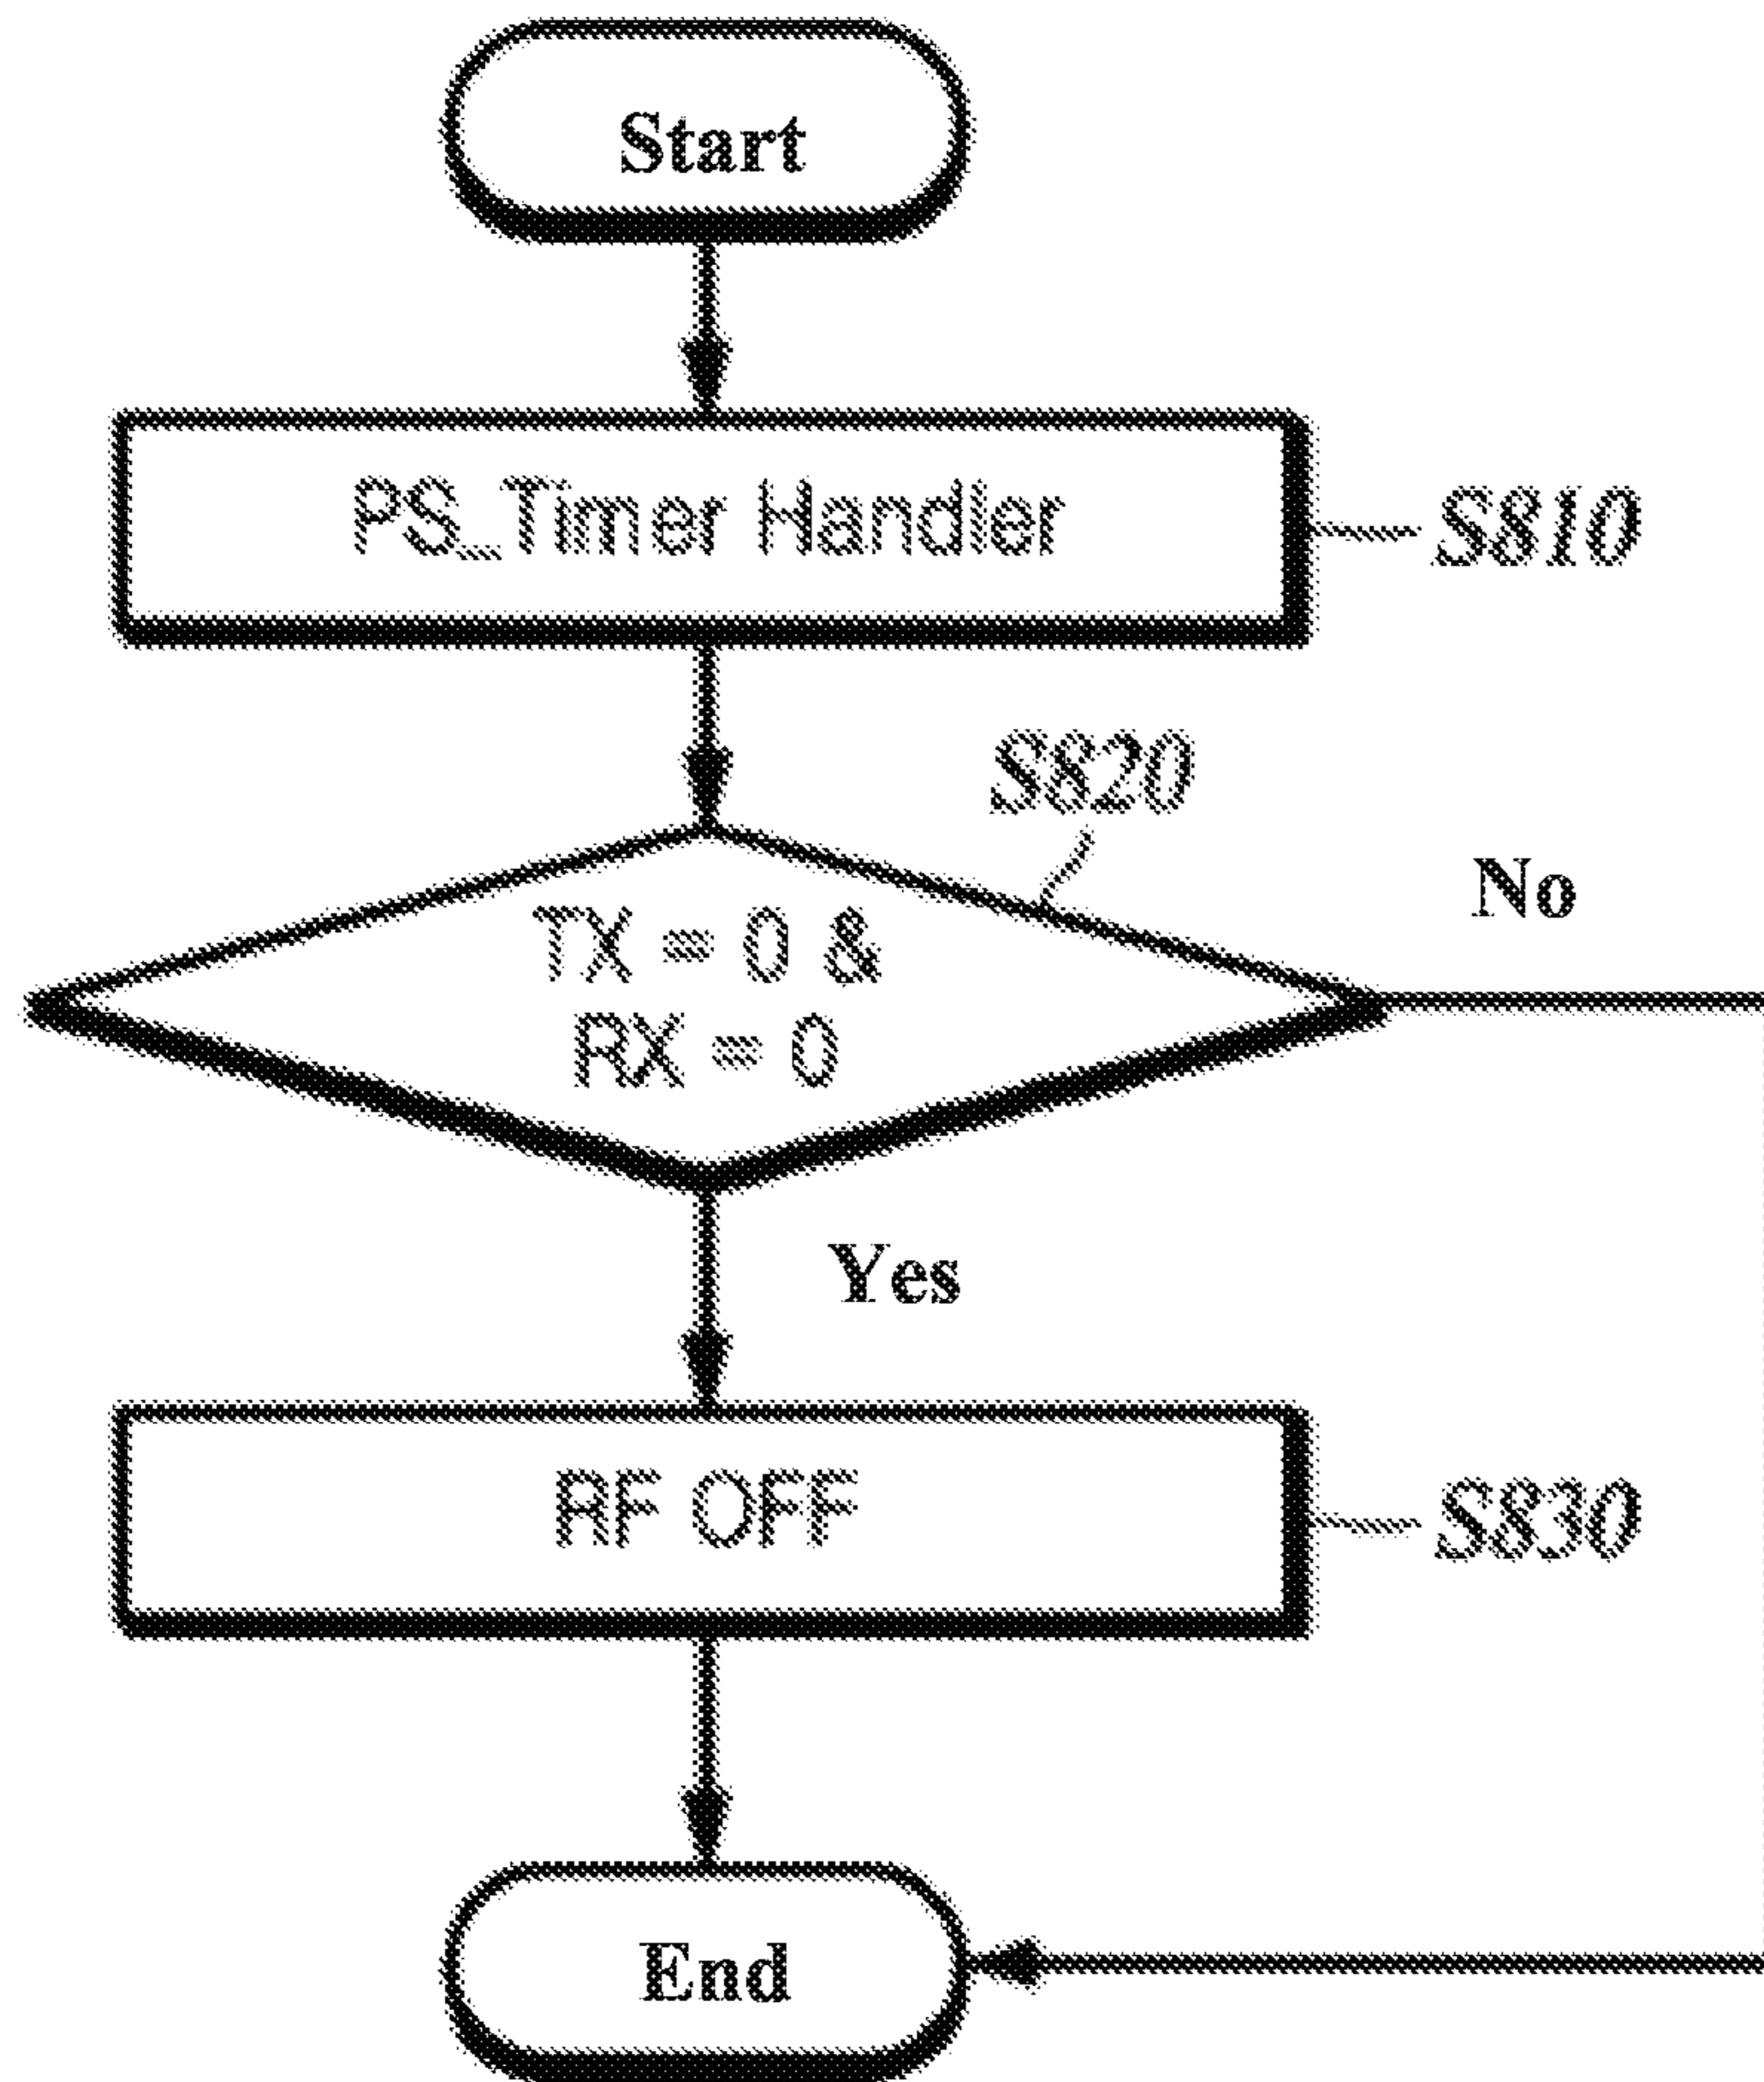 Start
PS_Timer Handler
S810
S820
TX = 0 &
RX = 0
No
Yes
RF OFF
S830
End